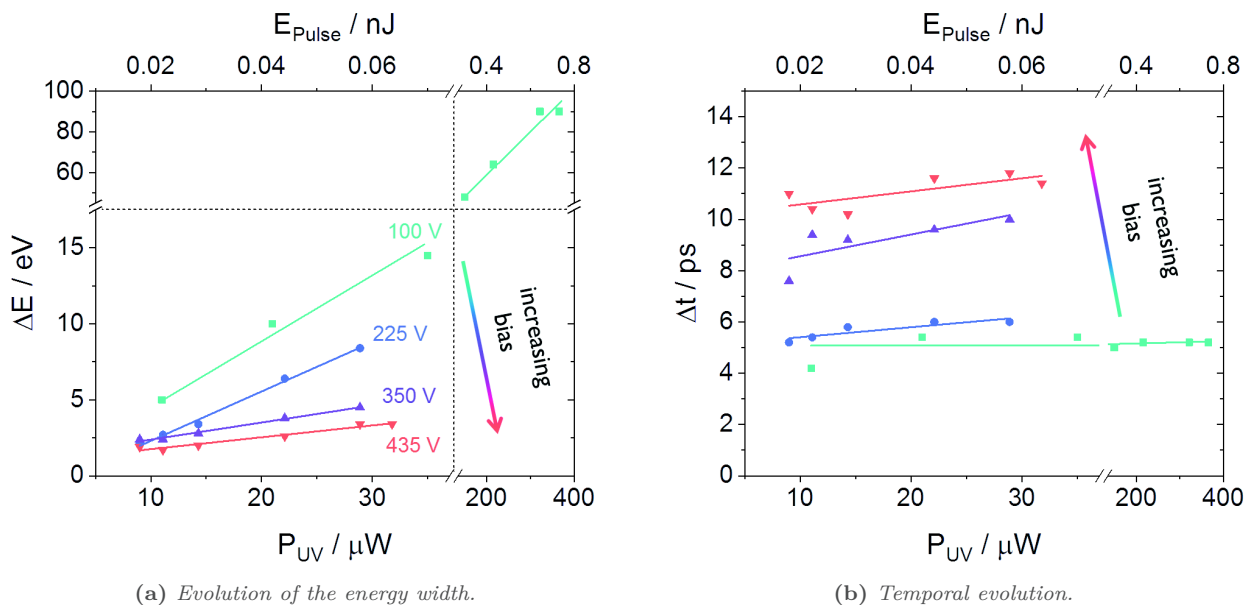 E_Pulse / nJ
0.02 0.04 0.06 0.4 0.8
ΔE / eV
100
80
60
15
10
5
0
100 V
225 V
350 V
435 V
increasing
bias
10 20 30 200 400
P_UV / μW
(a) Evolution of the energy width.
E_Pulse / nJ
0.02 0.04 0.06 0.4 0.8
Δt / ps
14
12
10
8
6
4
2
0
increasing
bias
10 20 30 200 400
P_UV / μW
(b) Temporal evolution.